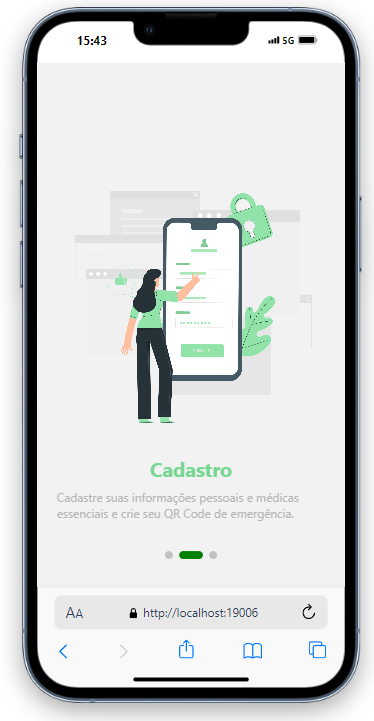 15:43
5G
Cadastro
Cadastre suas informações pessoais e médicas
essenciais e crie seu QR Code de emergência.
AA
http://localhost:19006